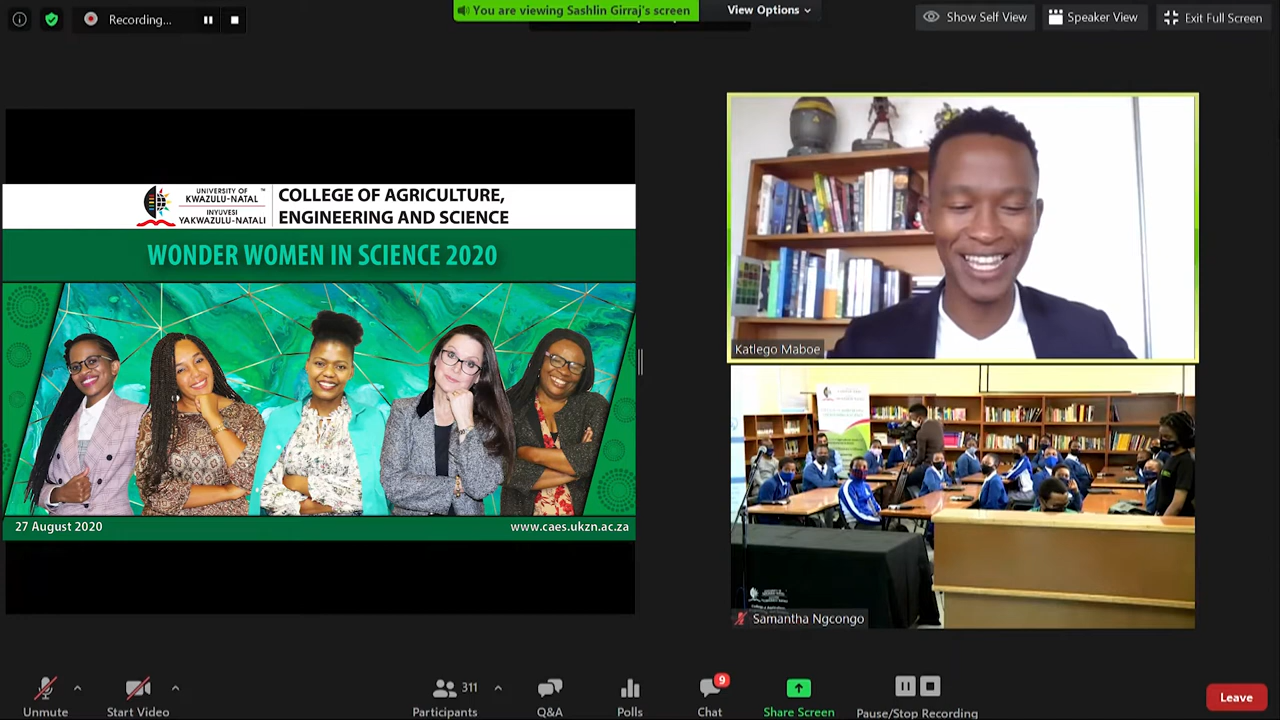 Recording...
You are viewing Sashlin Girraj's screen
View Options
Show Self View
Speaker View
Exit Full Screen
UNIVERSITY OF
KWAZULU-NATAL
INYUVESI
YAKWAZULU-NATALI
COLLEGE OF AGRICULTURE,
ENGINEERING AND SCIENCE
WONDER WOMEN IN SCIENCE 2020
27 August 2020
www.caes.ukzn.ac.za
Katlego Maboe
Samantha Ngcongo
Unmute
Start Video
311
Participants
Q&A
Polls
9
Chat
Share Screen
Pause/Stop Recording
Leave